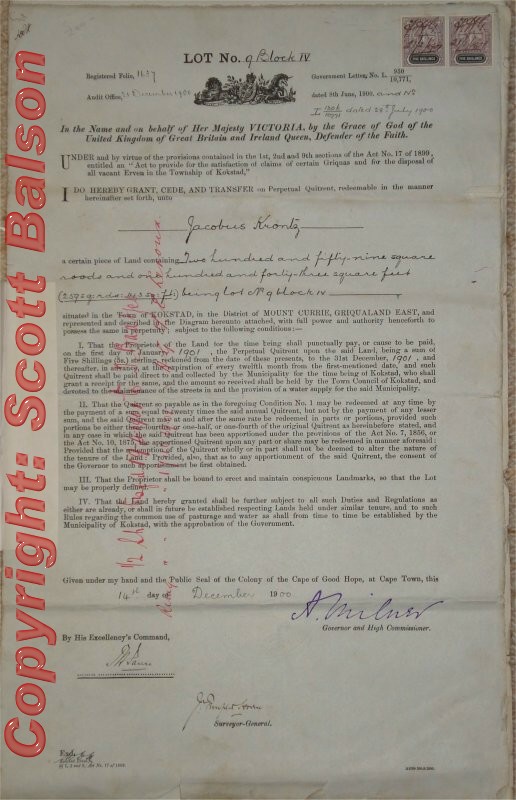 LOT No. 9 Block IV
Registered Folio, 1137
Government Letters, No. L.
Audit Office, 21 December 1900
dated 8th June, 1900. and No
dated 28th July 1900
In the Name and on behalf of Her Majesty VICTORIA, by the Grace of God of the
United Kingdom of Great Britain and Ireland Queen, Defender of the Faith.
UNDER and by virtue of the provisions contained in the 1st, 2nd and 9th sections of the Act No. 17 of 1899,
entitled an "Act to provide for the satisfaction of claims of certain Griquas and for the disposal
of all vacant Erven in the Township of Kokstad,"
I DO HEREBY GRANT, CEDE, AND TRANSFER on Perpetual Quitrent, redeemable in the manner
hereinafter set forth, unto
Jacobus Krontz
a certain piece of Land containing Two hundred and fifty-nine square
roods and one hundred and forty-three square feet
being lot No 9 block IV
situated in the Town of KOKSTAD, in the District of MOUNT CURRIE, GRIQUALAND EAST, and
represented and described in the Diagram hereunto attached, with full power and authority henceforth to
possess the same in perpetuity; subject to the following conditions:—
I. That the Proprietor of the Land for the time being shall punctually pay, or cause to be paid,
on the first day of January 1901, the Perpetual Quitrent upon the said Land, being a sum of
Five Shillings (5s.) sterling, reckoned from the date of these presents, to the 31st December, 1901, and
thereafter, in advance, at the expiration of every twelfth month from the first-mentioned date, and such
Quitrent shall be paid direct to and collected by the Municipality for the time being of Kokstad, who shall
grant a receipt for the same, and the amount so received shall be held by the Town Council of Kokstad, and
devoted to the maintenance of the streets and in the provision of a water supply for the said Municipality.
II. That the Quitrent so payable as in the foregoing Condition No. 1 may be redeemed at any time by
the payment of a sum equal to twenty times the said annual Quitrent, but not by the payment of any lesser
sum, and the said Quitrent may at and after the same rate be redeemed in parts or portions, provided such
portions be either three-fourths, or one-half, or one-fourth of the original Quitrent as hereinbefore stated, and
in any case in which the said Quitrent has been apportioned under the provisions of the Act No. 7, 1856, or
the Act No. 10, 1875, the apportioned Quitrent upon any part or share may be redeemed in manner aforesaid:
Provided that the redemption of the Quitrent wholly or in part shall not be deemed to alter the nature of
the tenure of the Land: Provided, also, that as to any apportionment of the said Quitrent, the consent of
the Governor to such apportionment be first obtained.
III. That the Proprietor shall be bound to erect and maintain conspicuous Landmarks, so that the Lot
may be properly defined.
IV. That the Land hereby granted shall be further subject to all such Duties and Regulations as
either are already, or shall in future be established respecting Lands held under similar tenure, and to such
Rules regarding the common use of pasturage and water as shall from time to time be established by the
Municipality of Kokstad, with the approbation of the Government.
Given under my hand and the Public Seal of the Colony of the Cape of Good Hope, at Cape Town, this
14th day of December 1900
A. Milner
Governor and High Commissioner.
By His Excellency's Command,
Surveyor-General.
Copyright: Scott Balson